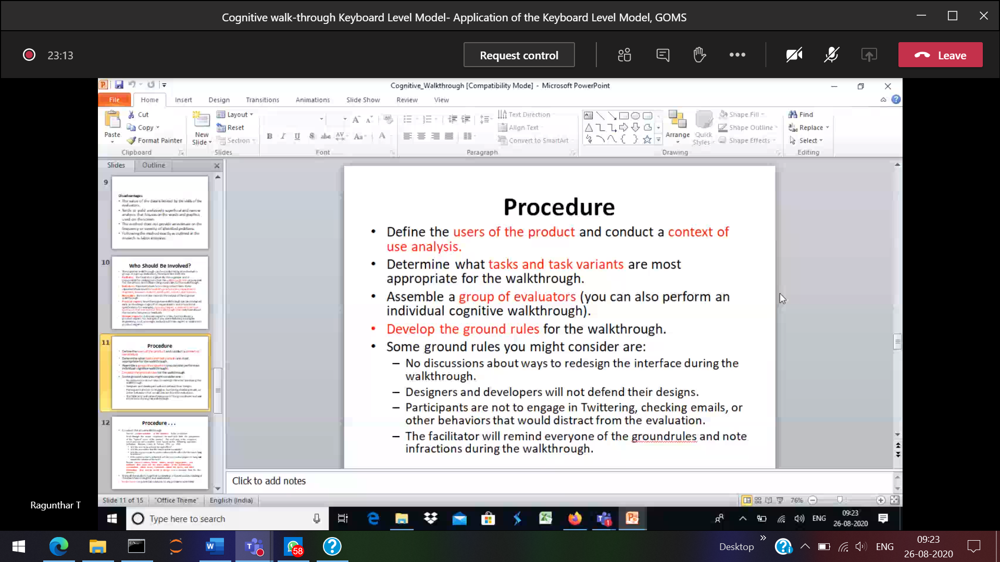 Cognitive walk-through Keyboard Level Model- Application of the Keyboard Level Model, GOMS
23:13
Request control
Leave
Cognitive_Walkthrough [Compatibility Mode] - Microsoft PowerPoint
File Home Insert Design Transitions Animations Slide Show Review View
Paste
Cut
Copy
Format Painter
Clipboard
New Slide
Layout
Reset
Section
Slides
Font
Text Direction
Align Text
Convert to SmartArt
Paragraph
Arrange
Quick Styles
Shape Fill
Shape Outline
Shape Effects
Drawing
Find
Replace
Select
Editing
Slides Outline
9
Disadvantages
10
Who Should Be Involved?
11
Procedure
12
Procedure . . .
Procedure
• Define the users of the product and conduct a context of
use analysis.
• Determine what tasks and task variants are most
appropriate for the walkthrough.
• Assemble a group of evaluators (you can also perform an
individual cognitive walkthrough).
• Develop the ground rules for the walkthrough.
• Some ground rules you might consider are:
– No discussions about ways to redesign the interface during the
walkthrough.
– Designers and developers will not defend their designs.
– Participants are not to engage in Twittering, checking emails, or
other behaviors that would distract from the evaluation.
– The facilitator will remind everyone of the groundrules and note
infractions during the walkthrough.
Click to add notes
Slide 11 of 15 "Office Theme" English (India) 76%
Ragunthar T
Type here to search
ENG
09:23
26-08-2020
58
Desktop
ENG
09:23
26-08-2020